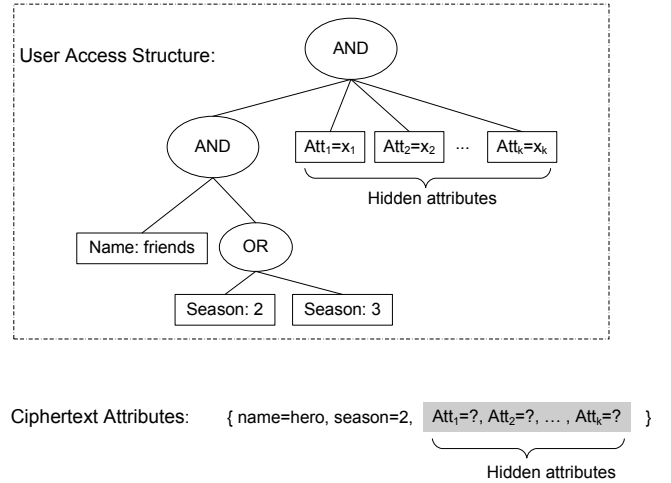 AND
User Access Structure:
AND
Att₁=x₁ Att₂=x₂ ... Attₖ=xₖ
Hidden attributes
Name: friends
OR
Season: 2 Season: 3
Ciphertext Attributes: { name=hero, season=2, Att₁=?, Att₂=?, ... , Attₖ=? }
Hidden attributes